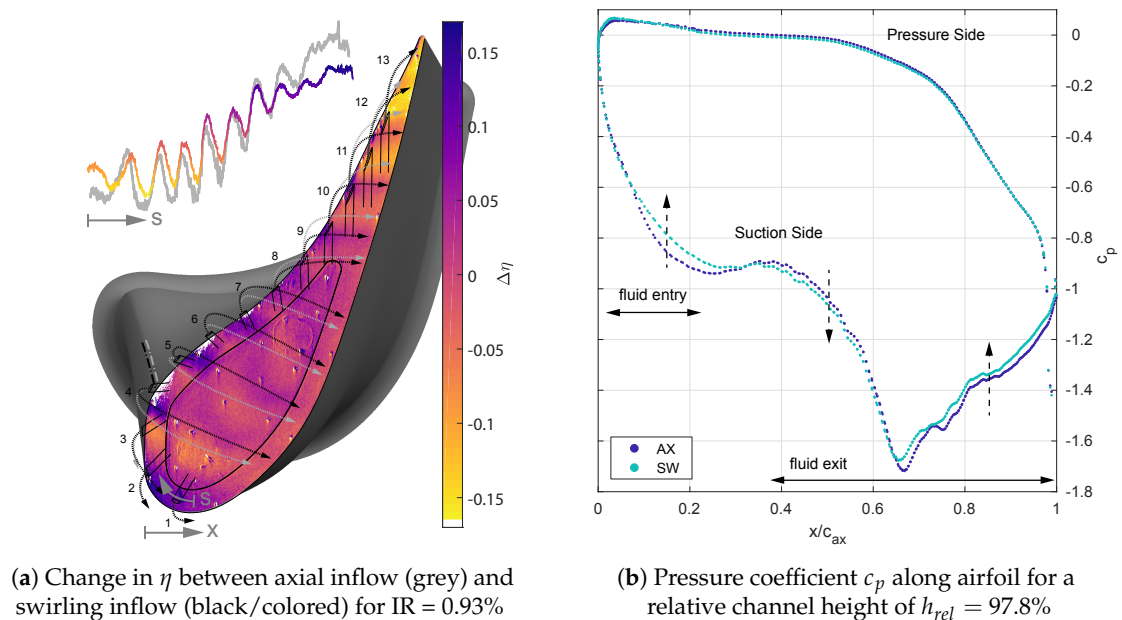 13
12
11
10
9
8
7
6
5
4
3
2
1
S
S
X
0.15
0.1
0.05
0
-0.05
-0.1
-0.15
Δη
(a) Change in η between axial inflow (grey) and
swirling inflow (black/colored) for IR = 0.93%
Pressure Side
Suction Side
fluid entry
fluid exit
AX
SW
0
-0.2
-0.4
-0.6
-0.8
-1
-1.2
-1.4
-1.6
-1.8
c_p
0 0.2 0.4 0.6 0.8 1
x/c_ax
(b) Pressure coefficient c_p along airfoil for a
relative channel height of h_rel = 97.8%